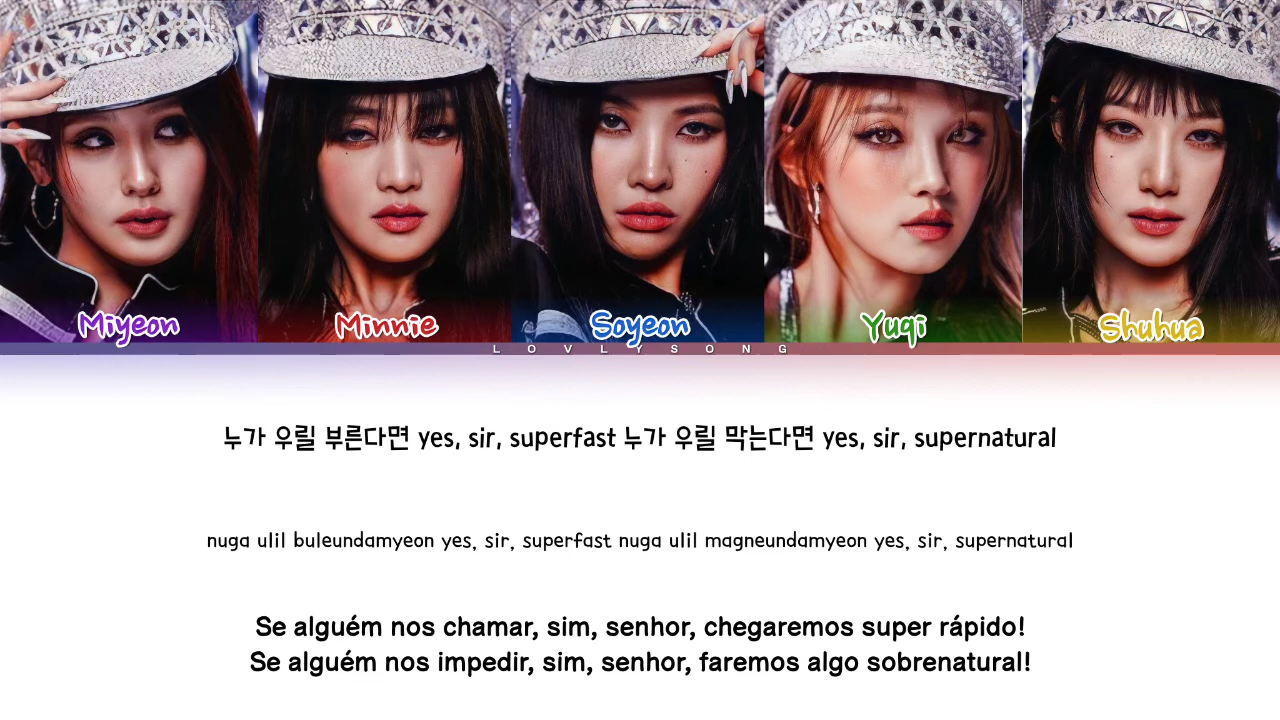 Miyeon
Minnie
Soyeon
Yuqi
Shuhua
LOVLYSONG
누가 우릴 부른다면 yes, sir, superfast 누가 우릴 막는다면 yes, sir, supernatural
nuga ulil buleundamyeon yes, sir, superfast nuga ulil magneundamyeon yes, sir, supernatural
Se alguém nos chamar, sim, senhor, chegaremos super rápido!
Se alguém nos impedir, sim, senhor, faremos algo sobrenatural!